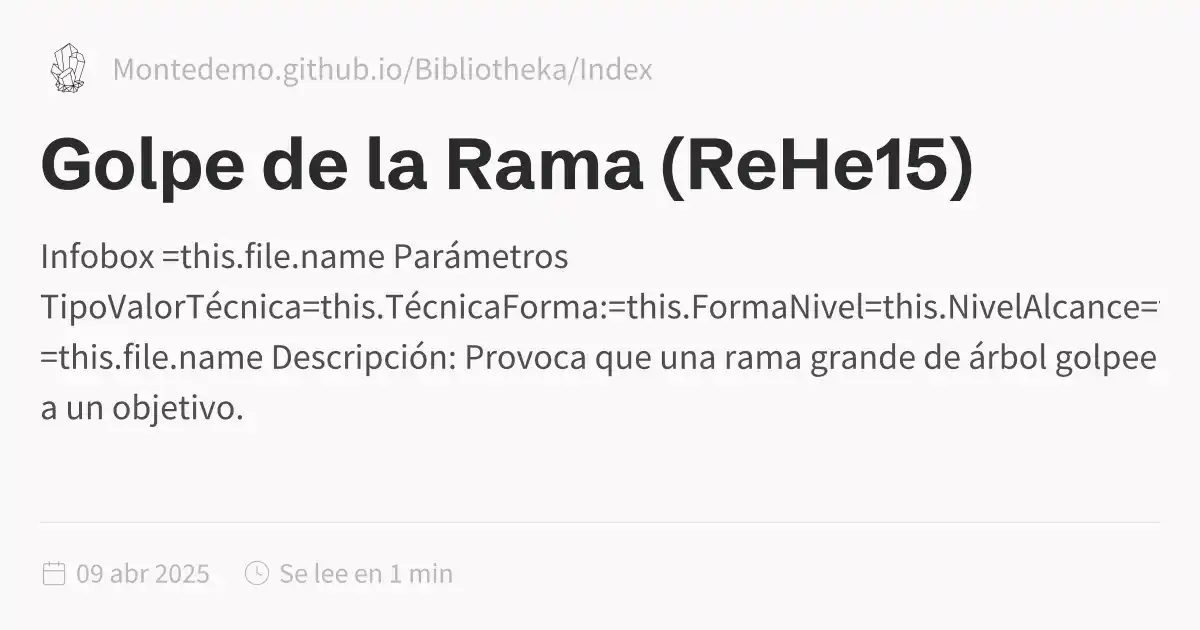 Montedemo.github.io/Bibliotheka/Index
Golpe de la Rama (ReHe15)
Infobox =this.file.name Parámetros
TipoValorTécnica=this.TécnicaForma:=this.FormaNivel=this.NivelAlcance=
=this.file.name Descripción: Provoca que una rama grande de árbol golpee
a un objetivo.
09 abr 2025
Se lee en 1 min